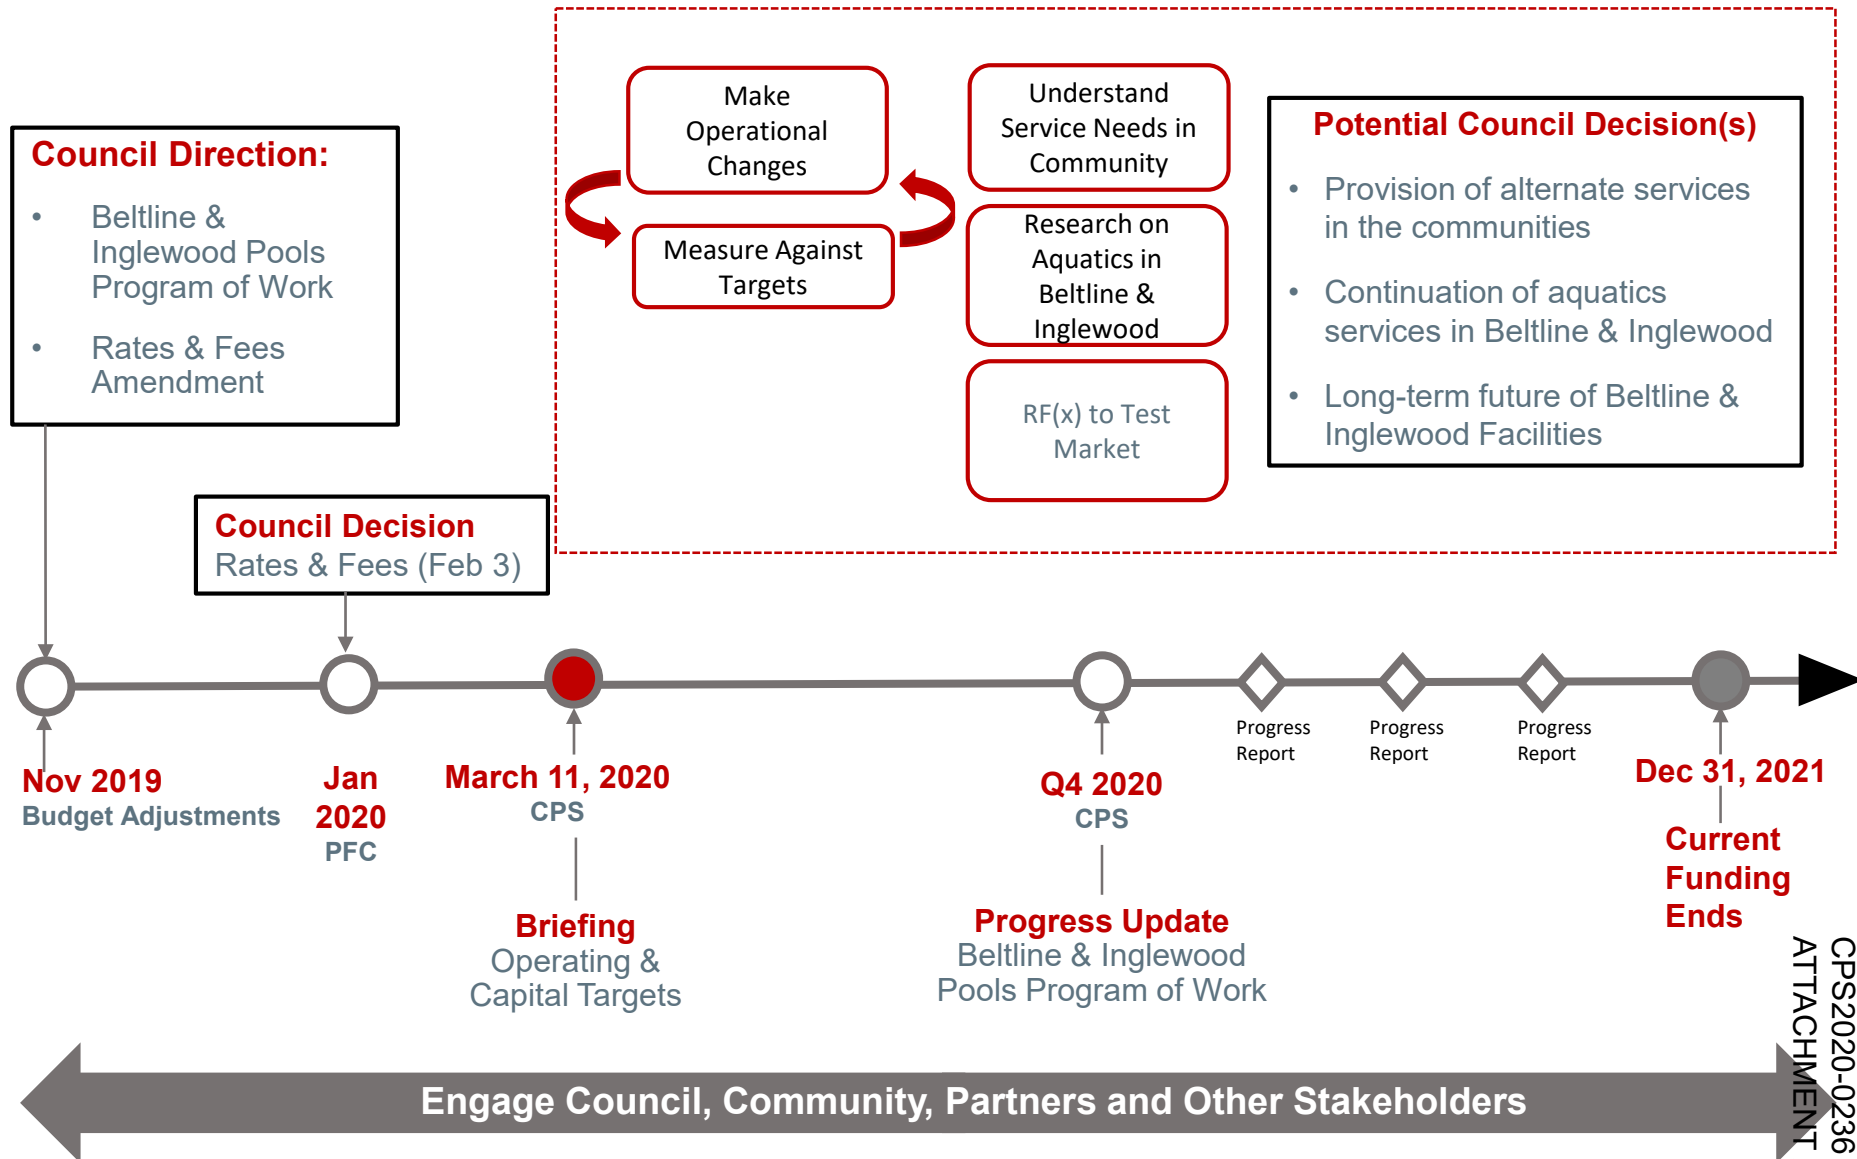 Council Direction:
• Beltline &
Inglewood Pools
Program of Work
• Rates & Fees
Amendment
Council Decision
Rates & Fees (Feb 3)
Make
Operational
Changes
Measure Against
Targets
Understand
Service Needs in
Community
Research on
Aquatics in
Beltline &
Inglewood
RF(x) to Test
Market
Potential Council Decision(s)
• Provision of alternate services
in the communities
• Continuation of aquatics
services in Beltline & Inglewood
• Long-term future of Beltline &
Inglewood Facilities
Nov 2019
Budget Adjustments
Jan
2020
PFC
March 11, 2020
CPS
Briefing
Operating &
Capital Targets
Q4 2020
CPS
Progress Update
Beltline & Inglewood
Pools Program of Work
Progress
Report
Progress
Report
Progress
Report
Dec 31, 2021
Current
Funding
Ends
Engage Council, Community, Partners and Other Stakeholders
CPS2020-0236
ATTACHMENT